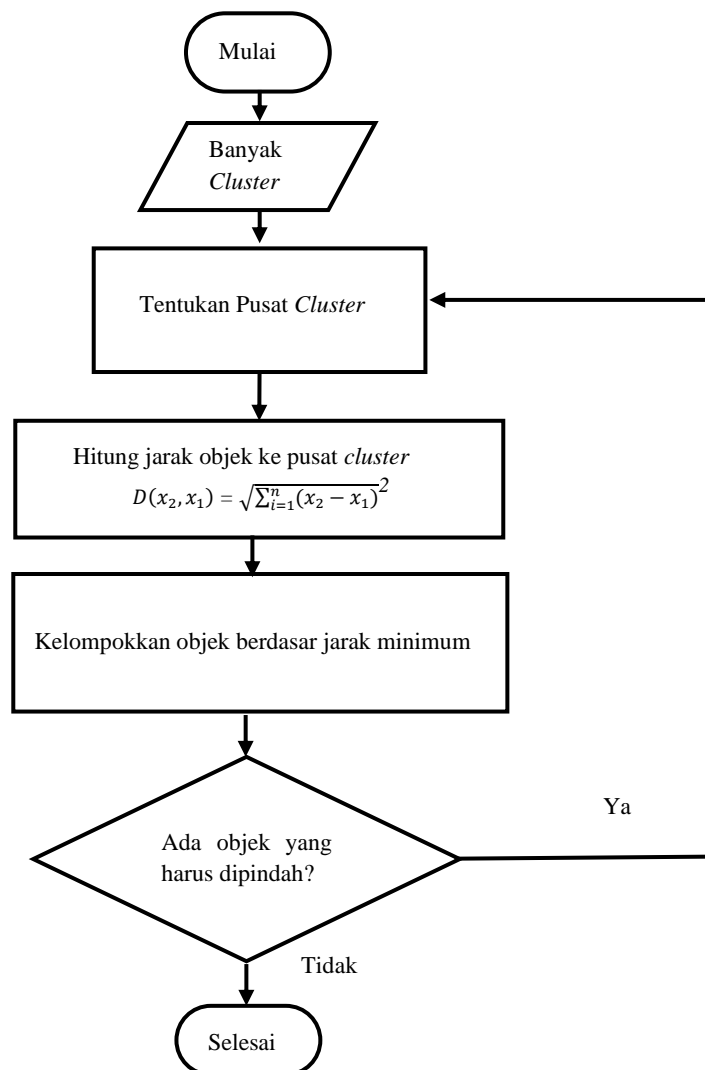 Mulai
Banyak
Cluster
Tentukan Pusat Cluster
Hitung jarak objek ke pusat cluster
D(x₂, x₁) = √∑ⁿᵢ₌₁(x₂ − x₁)²
Kelompokkan objek berdasar jarak minimum
Ya
Ada objek yang
harus dipindah?
Tidak
Selesai